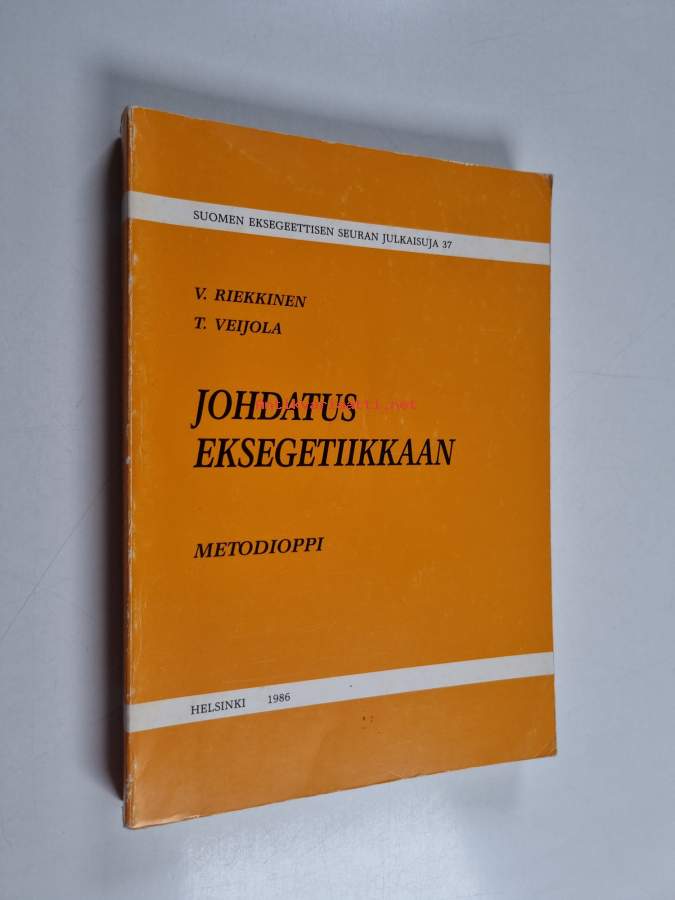 SUOMEN EKSEGEETTISEN SEURAN JULKAISUJA 37
V. RIEKKINEN
T. VEIJOLA
JOHDATUS
EKSEGETIIKKAAN
METODIOPPI
HELSINKI 1986